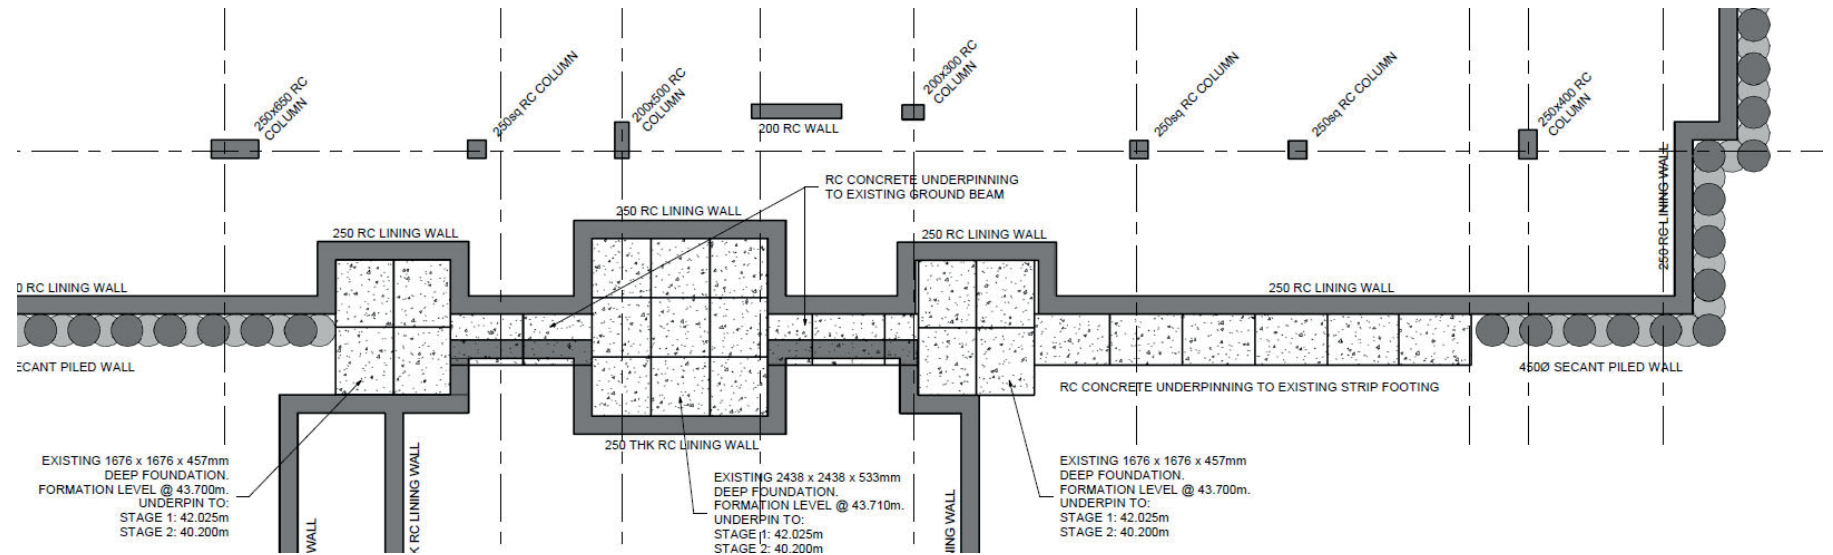 250x650 RC
COLUMN
250sq RC COLUMN
200x500 RC
COLUMN
200 RC WALL
200x300 RC
COLUMN
250sq RC COLUMN
250sq RC COLUMN
250x400 RC
COLUMN
250 RC LINING WALL
RC CONCRETE UNDERPINNING
TO EXISTING GROUND BEAM
250 RC LINING WALL
250 RC LINING WALL
250 RC LINING WALL
0 RC LINING WALL
250 RC LINING WALL
ECANT PILED WALL
450Ø SECANT PILED WALL
RC CONCRETE UNDERPINNING TO EXISTING STRIP FOOTING
250 THK RC LINING WALL
EXISTING 1676 x 1676 x 457mm
DEEP FOUNDATION.
FORMATION LEVEL @ 43.700m.
UNDERPIN TO:
STAGE 1: 42.025m
STAGE 2: 40.200m
WALL
K RC LINING WALL
EXISTING 2438 x 2438 x 533mm
DEEP FOUNDATION.
FORMATION LEVEL @ 43.710m.
UNDERPIN TO:
STAGE 1: 42.025m
STAGE 2: 40.200m
NING WALL
EXISTING 1676 x 1676 x 457mm
DEEP FOUNDATION.
FORMATION LEVEL @ 43.700m.
UNDERPIN TO:
STAGE 1: 42.025m
STAGE 2: 40.200m